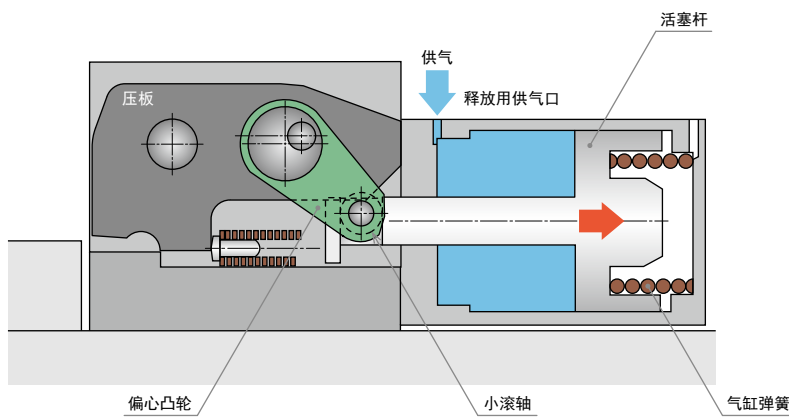 活塞杆
供气
压板
释放用供气口
偏心凸轮
小滚轴
气缸弹簧